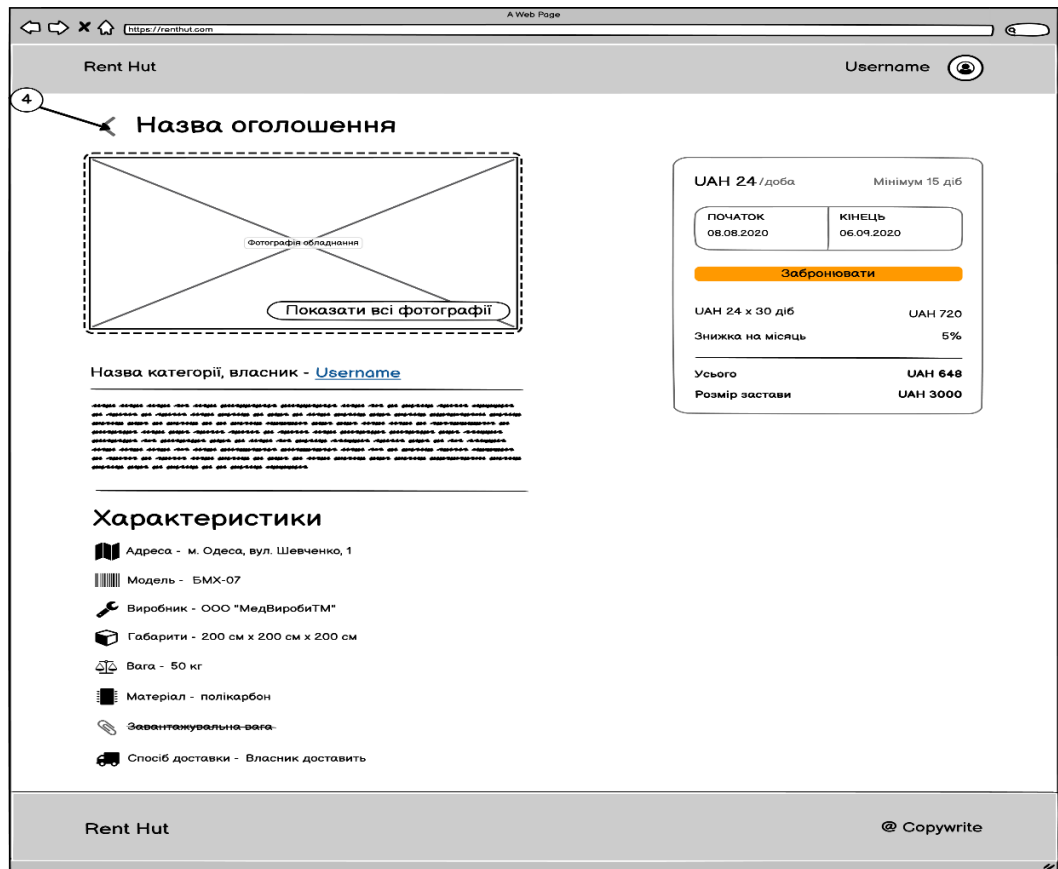 A Web Page
https://renthut.com
Rent Hut
Username
4
Назва оголошення
Фотографія обладнання
Показати всі фотографії
Назва категорії, власник - Username
Характеристики
Адреса - м. Одеса, вул. Шевченко, 1
Модель - БМХ-07
Виробник - ООО "МедВиробиТМ"
Габарити - 200 см x 200 см x 200 см
Вага - 50 кг
Матеріал - полікарбон
Завантажувальна вага
Спосіб доставки - Власник доставить
UAH 24 /доба
Мінімум 15 діб
ПОЧАТОК
08.08.2020
КІНЕЦЬ
06.09.2020
Забронювати
UAH 24 x 30 діб
UAH 720
Знижка на місяць
5%
Усього
UAH 648
Розмір застави
UAH 3000
Rent Hut
@ Copywrite